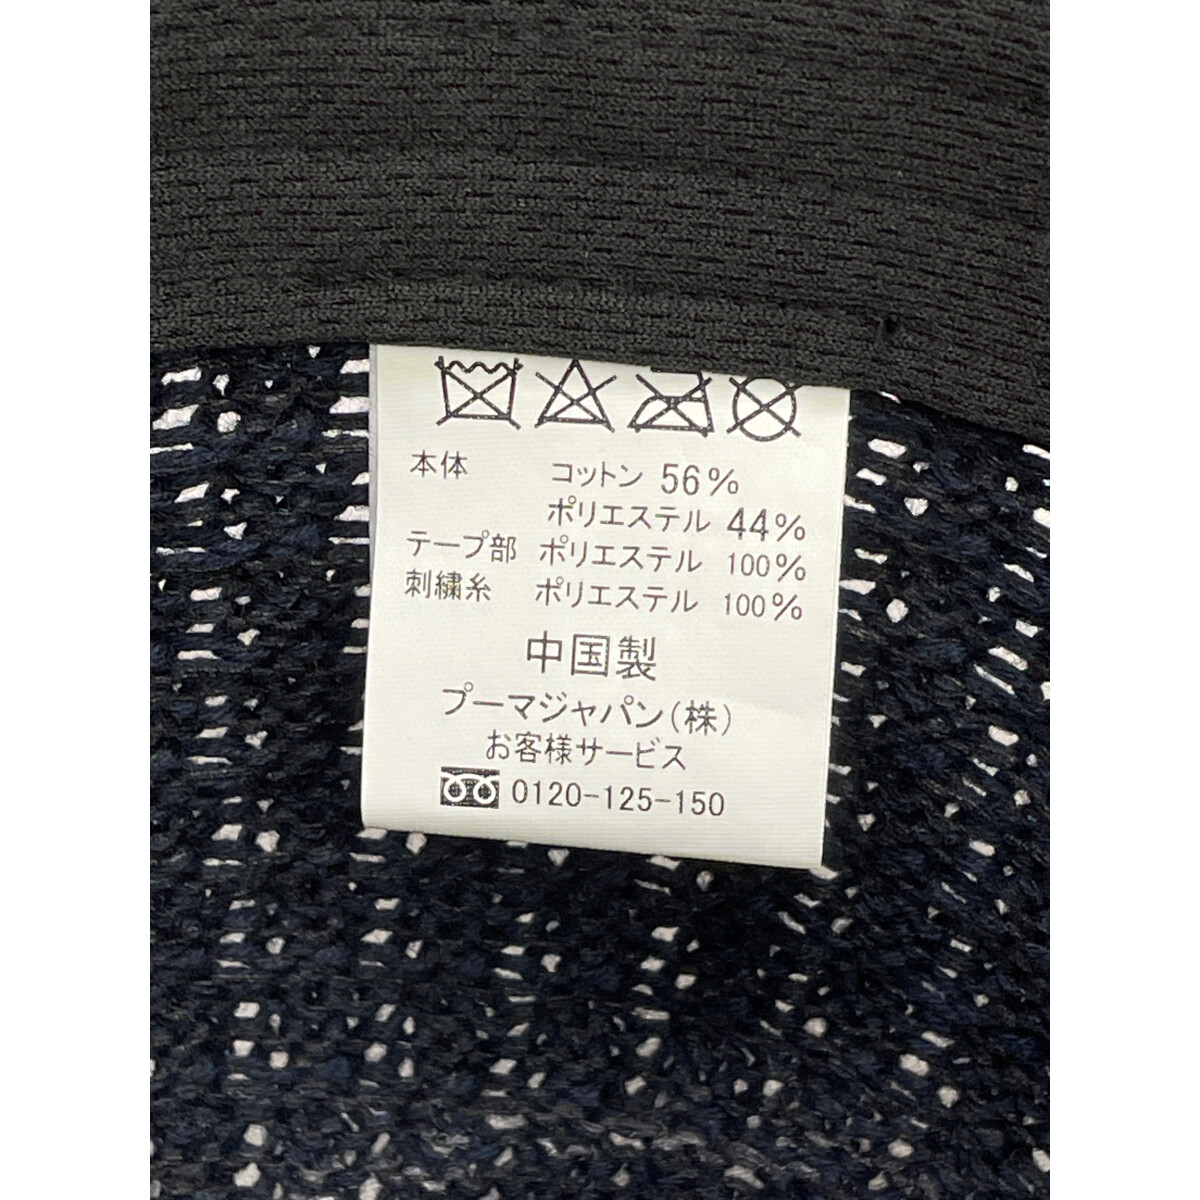 本体 コットン 56%
ポリエステル 44%
テープ部 ポリエステル 100%
刺繍糸 ポリエステル 100%
中国製
プーマジャパン(株)
お客様サービス
0120-125-150